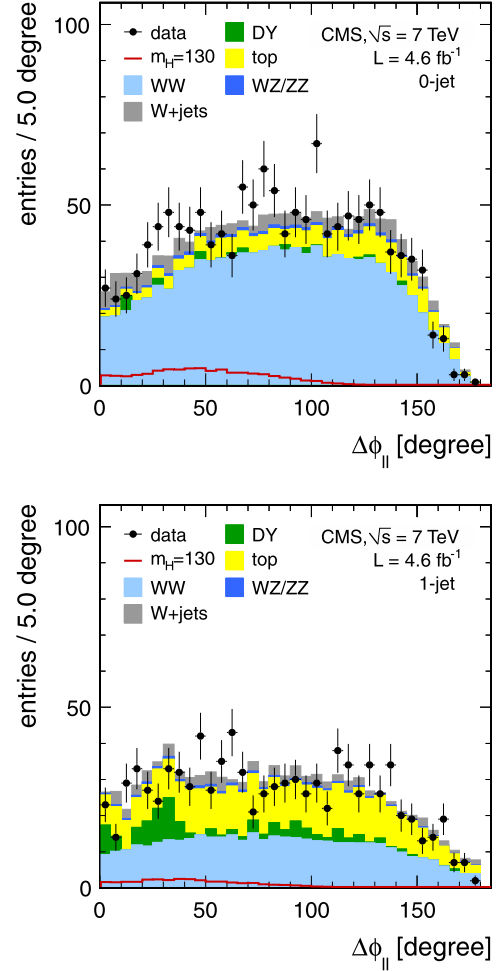 entries / 5.0 degree
100
50
0
data
m_H=130
WW
W+jets
DY
top
WZ/ZZ
CMS, √s = 7 TeV
L = 4.6 fb⁻¹
0-jet
0 50 100 150
Δϕ_ll [degree]
entries / 5.0 degree
100
50
0
data
m_H=130
WW
W+jets
DY
top
WZ/ZZ
CMS, √s = 7 TeV
L = 4.6 fb⁻¹
1-jet
0 50 100 150
Δϕ_ll [degree]